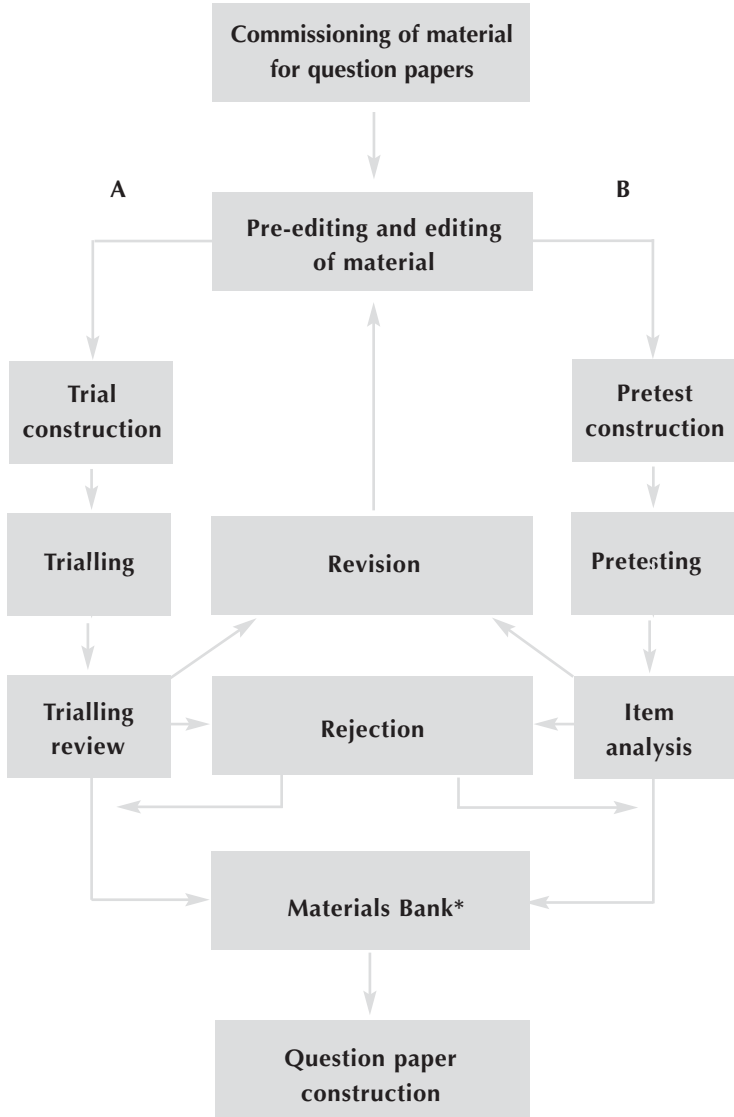 Commissioning of material
for question papers
A
B
Pre-editing and editing
of material
Trial
construction
Pretest
construction
Trialling
Revision
Pretesting
Trialling
review
Rejection
Item
analysis
Materials Bank*
Question paper
construction